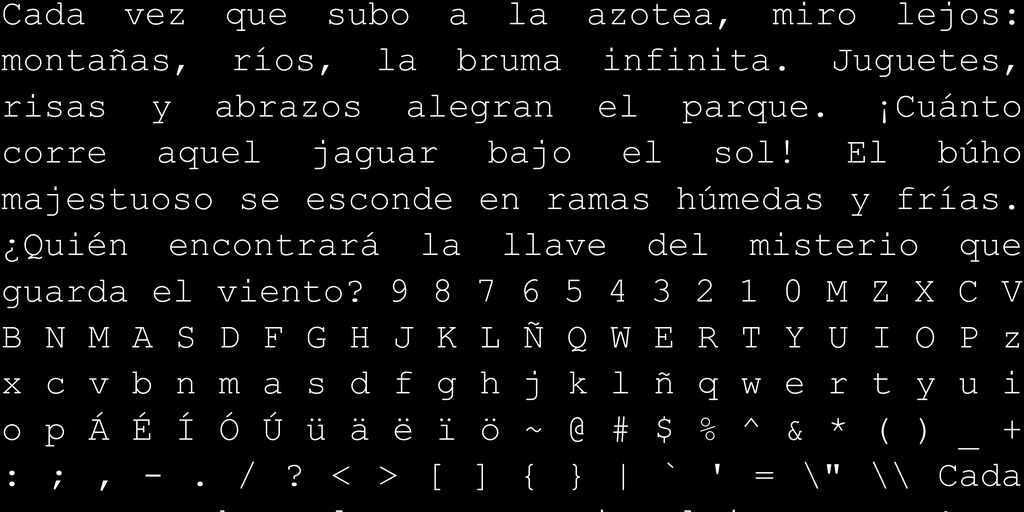 Cada vez que subo a la azotea, miro lejos:
montañas, ríos, la bruma infinita. Juguetes,
risas y abrazos alegran el parque. ¡Cuánto
corre aquel jaguar bajo el sol! El búho
majestuoso se esconde en ramas húmedas y frías.
¿Quién encontrará la llave del misterio que
guarda el viento? 9 8 7 6 5 4 3 2 1 0 M Z X C V
B N M A S D F G H J K L Ñ Q W E R T Y U I O P z
x c v b n m a s d f g h j k l ñ q w e r t y u i
o p Á É Í Ó Ú ü ä ë ï ö ~ @ # $ % ^ & * ( ) _ +
: ; , - . / ? < > [ ] { } | ` ' = \" \\ Cada